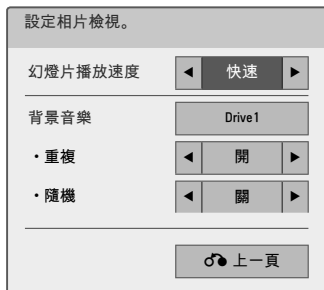 設定相片檢視。
幻燈片播放速度 ◀ 快速 ▶
背景音樂 Drive1
・重複 ◀ 開 ▶
・隨機 ◀ 關 ▶
上一頁